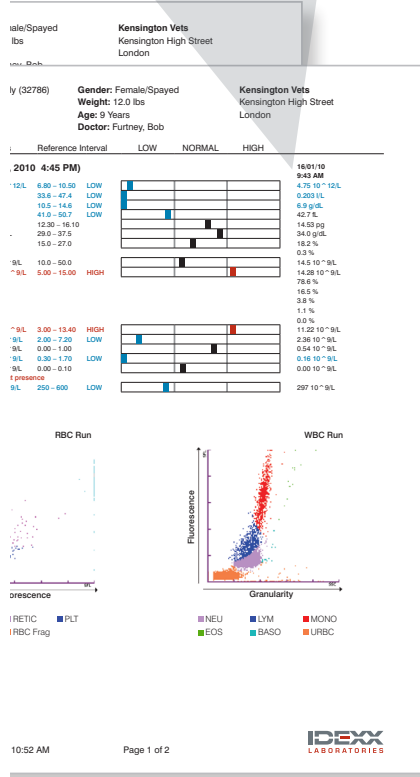 nale/Spayed Kensington Vets
lbs Kensington High Street
London
ly (32786) Gender: Female/Spayed Kensington Vets
Weight: 12.0 lbs Kensington High Street
Age: 9 Years London
Doctor: Furtney, Bob
Reference Interval LOW NORMAL HIGH
, 2010 4:45 PM) 16/01/10
9:43 AM
^12/L 6.80 – 10.50 LOW 4.75 10^12/L
33.6 – 47.4 LOW 0.203 l/L
10.5 – 14.6 LOW 6.9 g/dL
41.0 – 50.7 LOW 42.7 fL
12.30 – 16.10 14.53 pg
29.0 – 37.5 34.0 g/dL
15.0 – 27.0 18.2 %
0.3 %
^9/L 10.0 – 50.0 14.5 10^9/L
^9/L 5.00 – 15.00 HIGH 14.28 10^9/L
78.6 %
16.5 %
3.8 %
1.1 %
0.0 %
^9/L 3.00 – 13.40 HIGH 11.22 10^9/L
^9/L 2.00 – 7.20 LOW 2.36 10^9/L
^9/L 0.00 – 1.00 0.54 10^9/L
^9/L 0.30 – 1.70 LOW 0.16 10^9/L
^9/L 0.00 – 0.10 0.00 10^9/L
t presence
9/L 250 – 600 LOW 297 10^9/L
RBC Run WBC Run
Fluorescence
orescence Granularity
RETIC PLT NEU LYM MONO
RBC Frag EOS BASO URBC
10:52 AM Page 1 of 2
IDEXX
LABORATORIES